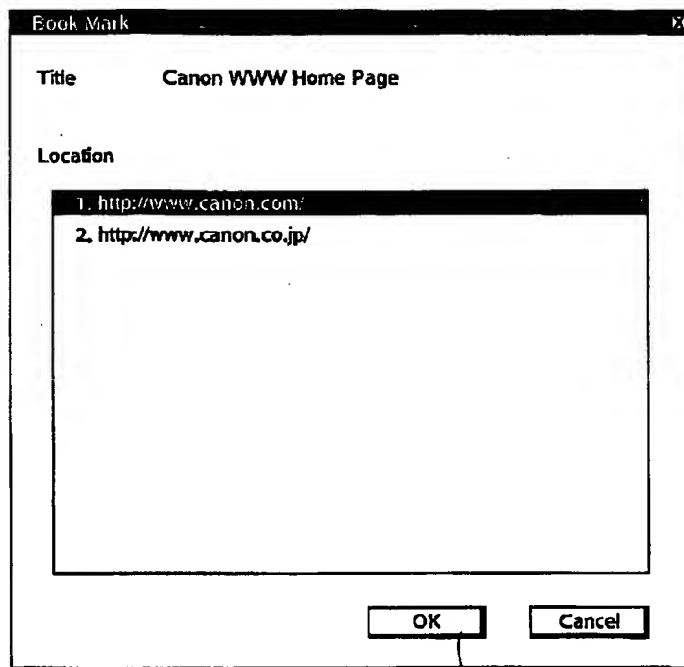 Book Mark
Title Canon WWW Home Page
Location
1. http://www.canon.com/
2. http://www.canon.co.jp/
OK Cancel